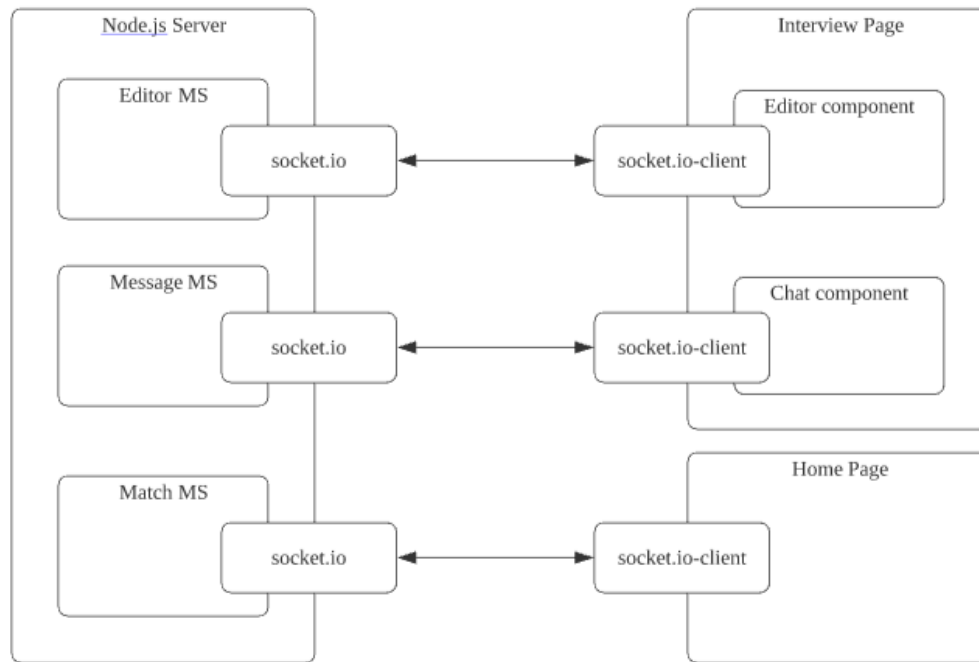 Node.js Server
Interview Page
Editor MS
Editor component
socket.io
socket.io-client
Message MS
Chat component
socket.io
socket.io-client
Home Page
Match MS
socket.io
socket.io-client